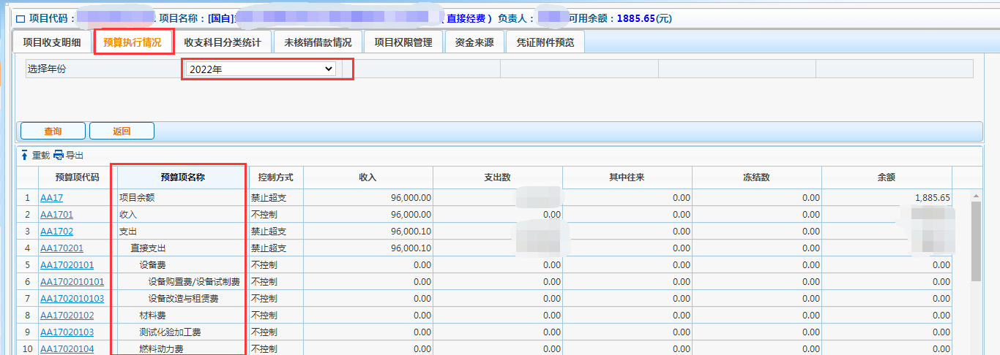 项目代码： 项目名称：[国自] （直接经费） 负责人： 可用余额：1885.65(元)
项目收支明细 预算执行情况 收支科目分类统计 未核销借款情况 项目权限管理 资金来源 凭证附件预览
选择年份 2022年
查询 返回
重载 导出
预算项代码 预算项名称 控制方式 收入 支出数 其中往来 冻结数 余额
1 AA17 项目余额 禁止超支 96,000.00 0.00 0.00 1,885.65
2 AA1701 收入 不控制 96,000.00 0.00 0.00 0.00
3 AA1702 支出 禁止超支 96,000.10 0.00 0.00
4 AA170201 直接支出 禁止超支 96,000.10 0.00 0.00
5 AA17020101 设备费 不控制 0.00 0.00 0.00 0.00 0.00
6 AA1702010101 设备购置费/设备试制费 不控制 0.00 0.00 0.00 0.00 0.00
7 AA1702010103 设备改造与租赁费 不控制 0.00 0.00 0.00 0.00 0.00
8 AA17020102 材料费 不控制 0.00 0.00 0.00 0.00 0.00
9 AA17020103 测试化验加工费 不控制 0.00 0.00 0.00 0.00 0.00
10 AA17020104 燃料动力费 不控制 0.00 0.00 0.00 0.00 0.00